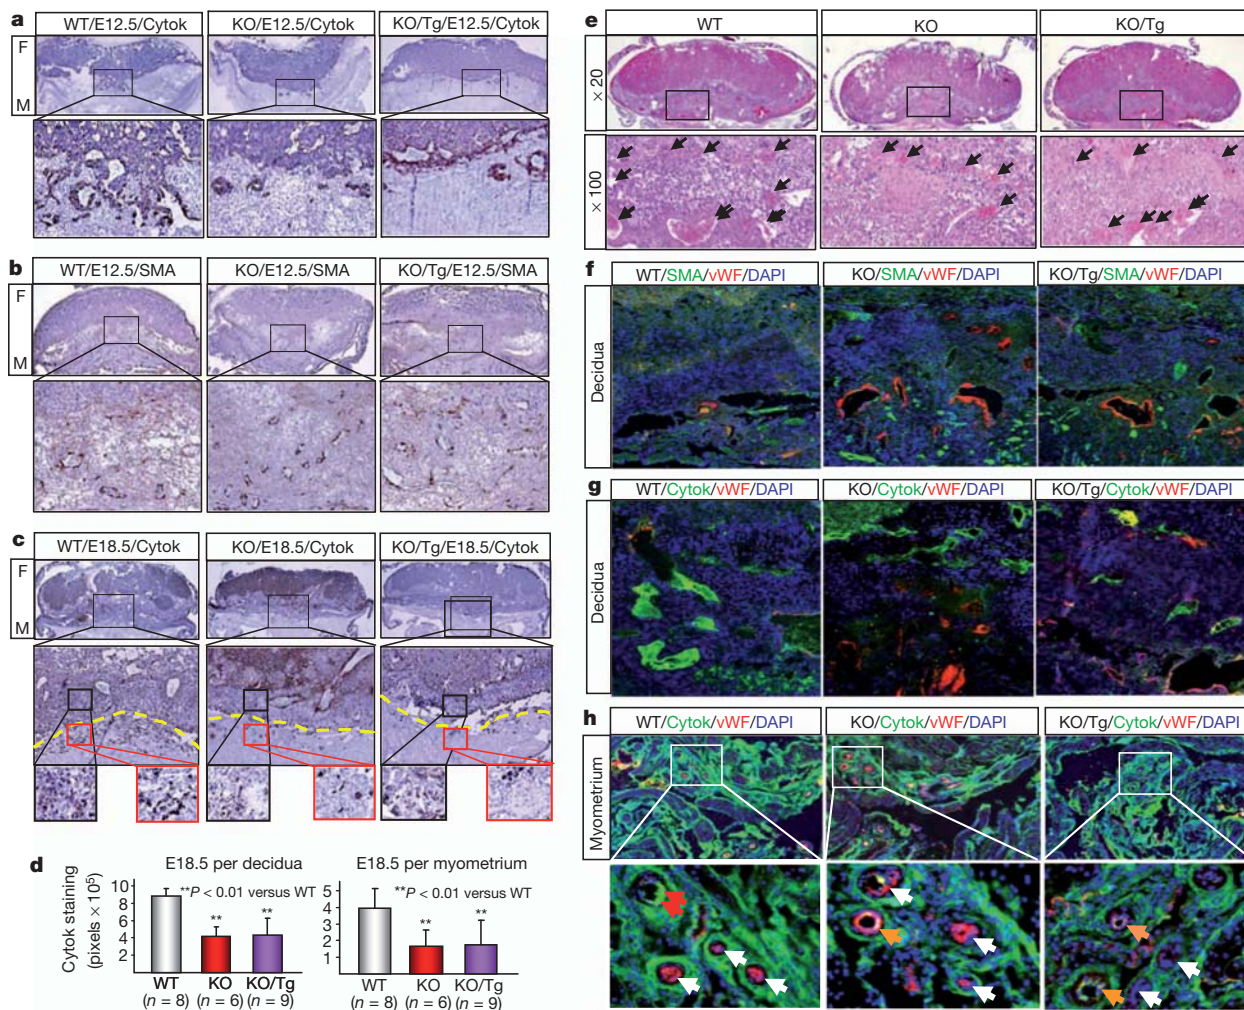 a
WT/E12.5/Cytok
KO/E12.5/Cytok
KO/Tg/E12.5/Cytok
F
M
b
WT/E12.5/SMA
KO/E12.5/SMA
KO/Tg/E12.5/SMA
F
M
c
WT/E18.5/Cytok
KO/E18.5/Cytok
KO/Tg/E18.5/Cytok
F
M
d
E18.5 per decidua
**P < 0.01 versus WT
Cytok staining
(pixels × 10⁵)
10
8
6
4
2
**
**
WT
(n = 8)
KO
(n = 6)
KO/Tg
(n = 9)
E18.5 per myometrium
**P < 0.01 versus WT
5
4
3
2
1
**
**
WT
(n = 8)
KO
(n = 6)
KO/Tg
(n = 9)
e
WT
KO
KO/Tg
× 20
× 100
f
WT/SMA/vWF/DAPI
KO/SMA/vWF/DAPI
KO/Tg/SMA/vWF/DAPI
Decidua
g
WT/Cytok/vWF/DAPI
KO/Cytok/vWF/DAPI
KO/Tg/Cytok/vWF/DAPI
Decidua
h
WT/Cytok/vWF/DAPI
KO/Cytok/vWF/DAPI
KO/Tg/Cytok/vWF/DAPI
Myometrium